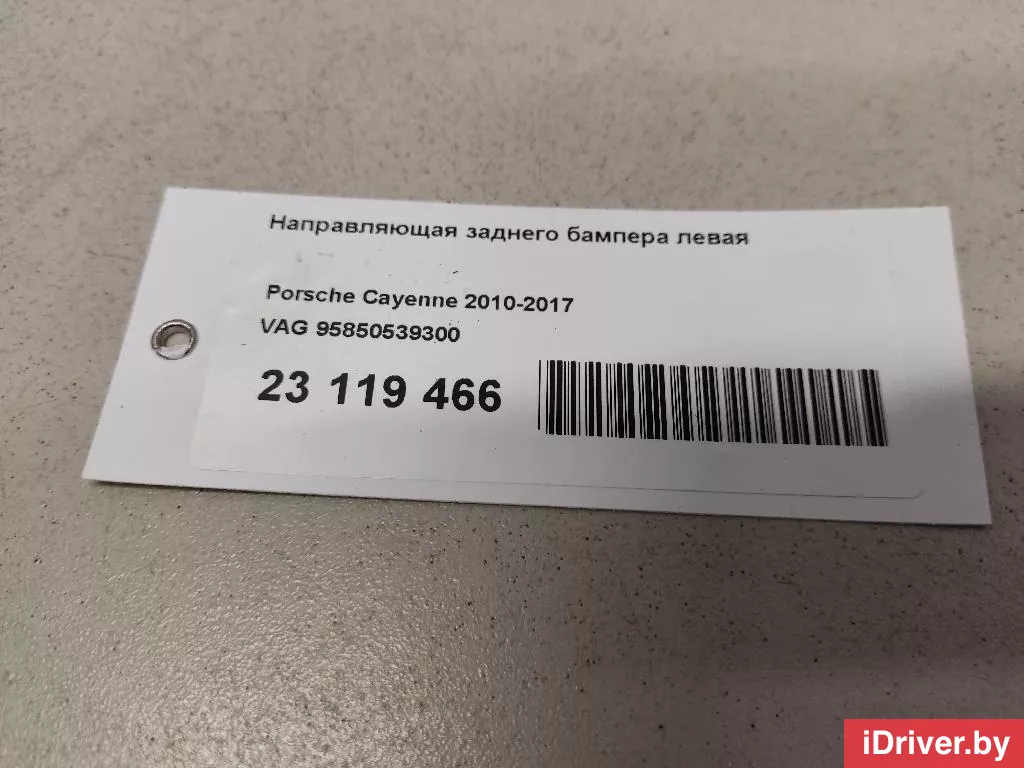 Направляющая заднего бампера левая
Porsche Cayenne 2010-2017
VAG 95850539300
23 119 466
iDriver.by